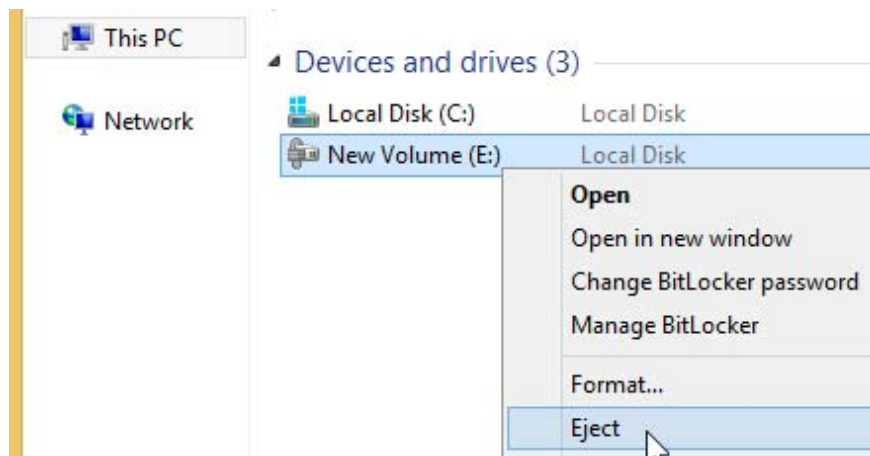 This PC
Devices and drives (3)
Local Disk (C:) Local Disk
Network
New Volume (E:) Local Disk
Open
Open in new window
Change BitLocker password
Manage BitLocker
Format...
Eject